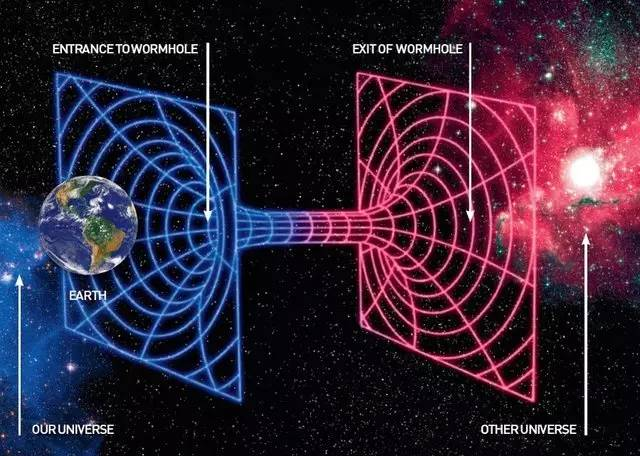 ENTRANCE TO WORMHOLE
EXIT OF WORMHOLE
EARTH
OUR UNIVERSE
OTHER UNIVERSE